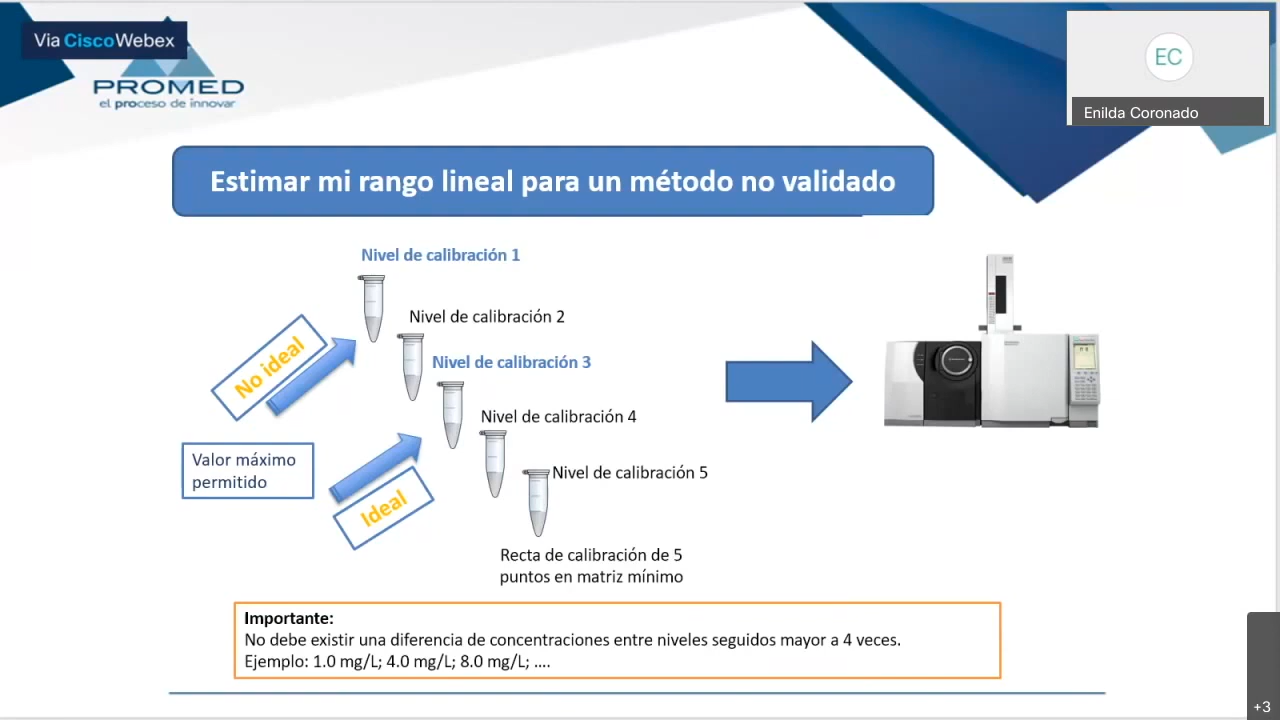 Via Cisco Webex
PROMED
el proceso de innovar
EC
Enilda Coronado
Estimar mi rango lineal para un método no validado
Nivel de calibración 1
Nivel de calibración 2
No ideal
Nivel de calibración 3
Nivel de calibración 4
Valor máximo
permitido
Nivel de calibración 5
Ideal
Recta de calibración de 5
puntos en matriz mínimo
Importante:
No debe existir una diferencia de concentraciones entre niveles seguidos mayor a 4 veces.
Ejemplo: 1.0 mg/L; 4.0 mg/L; 8.0 mg/L; ....
+3